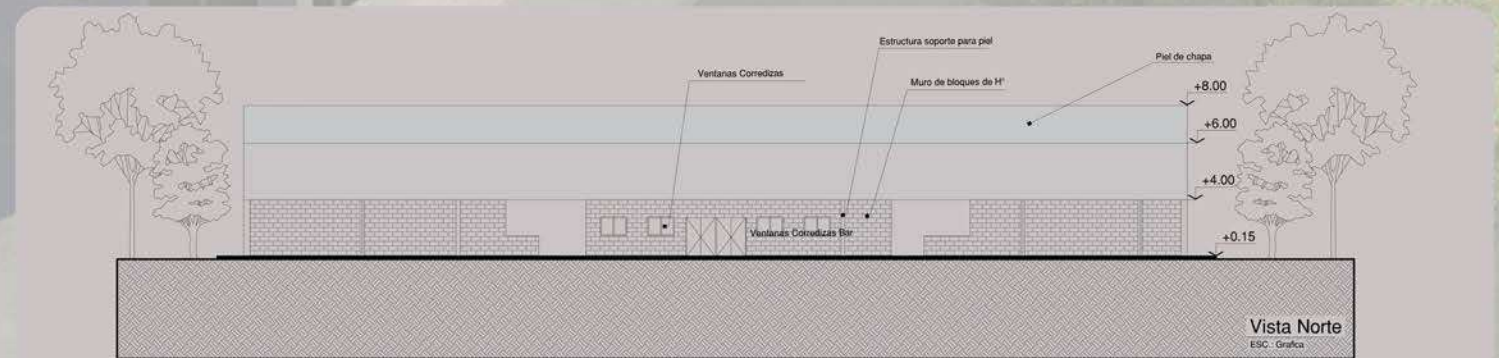 Estructura soporte para piel
Ventanas Corredizas
Piel de chapa
Muro de bloques de H°
+8.00
+6.00
+4.00
Ventanas Corredizas Bar
+0.15
Vista Norte
ESC.: Grafica